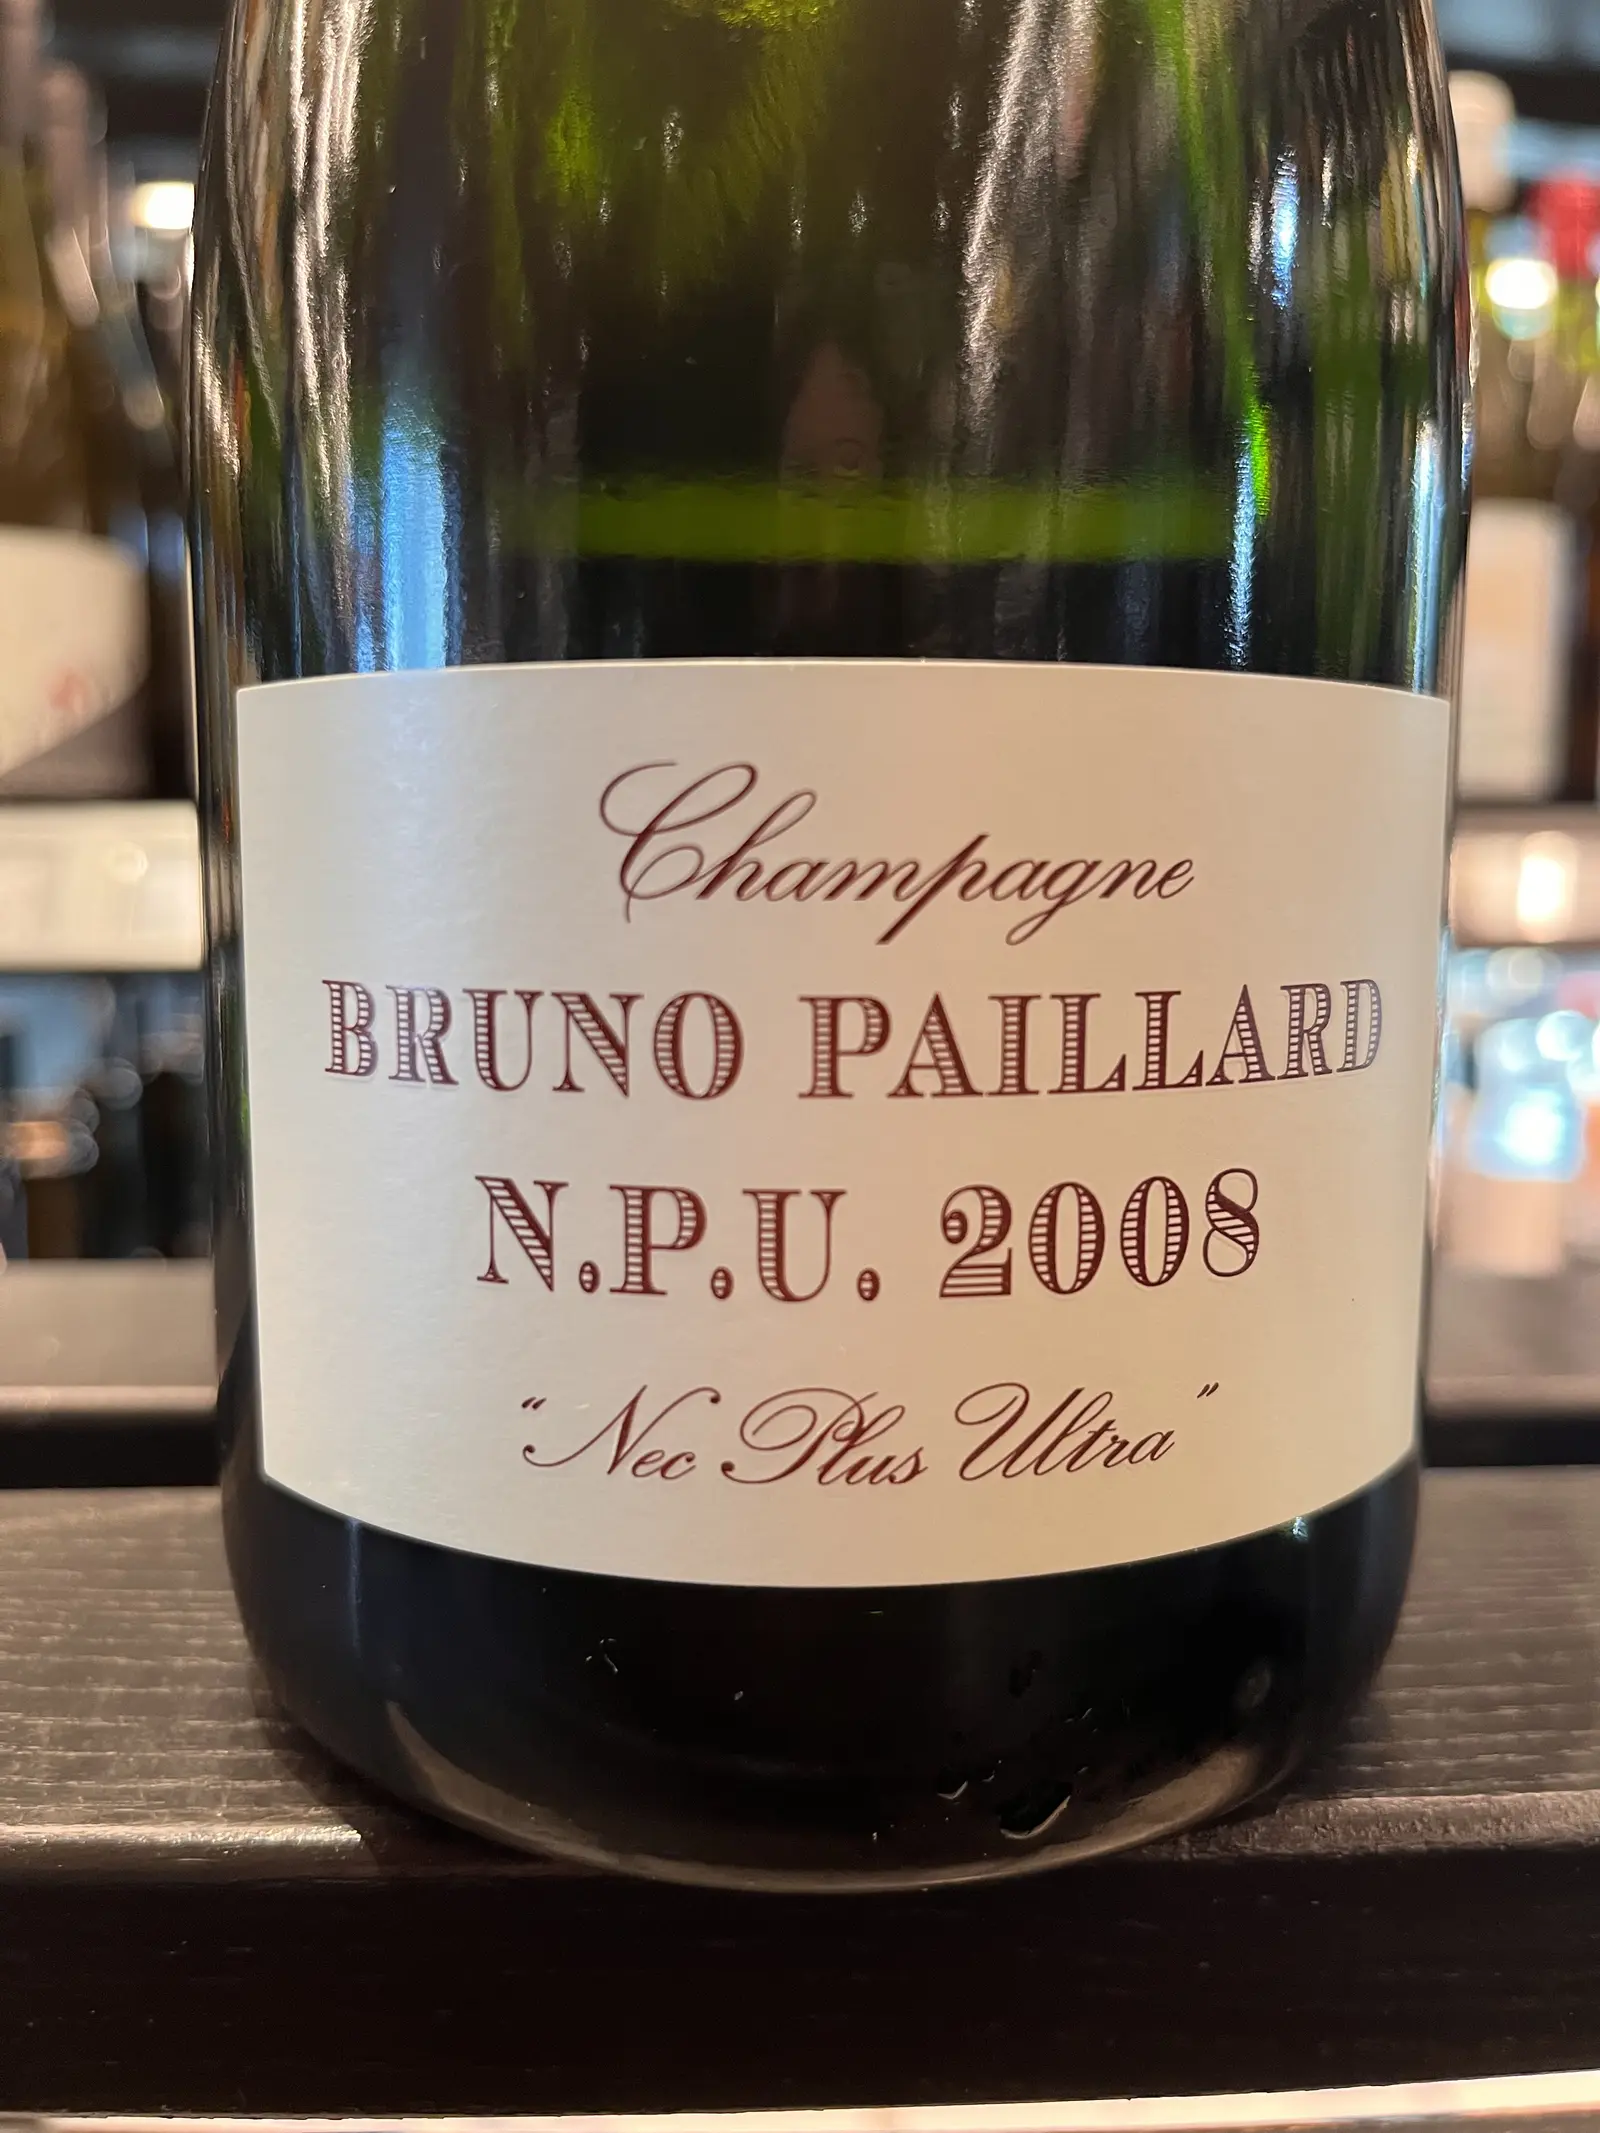 Champagne
BRUNO PAILLARD
N.P.U. 2008
“Nec Plus Ultra”